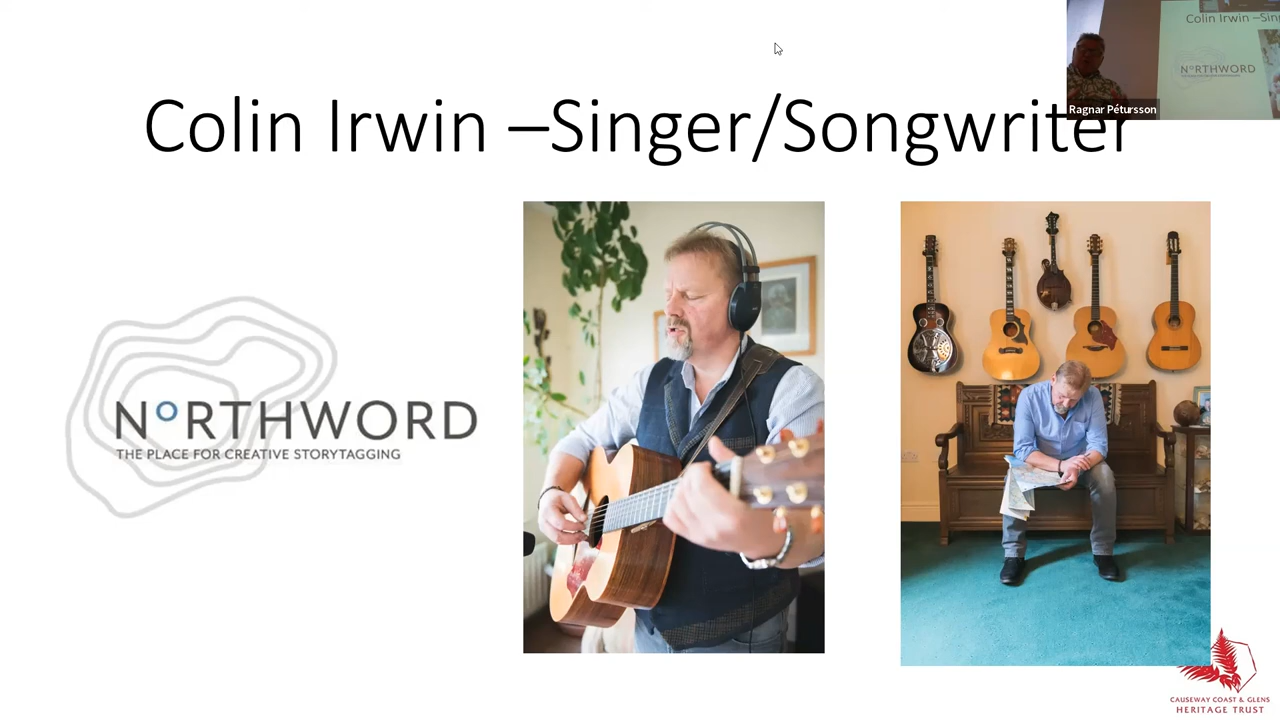 Colin Irwin –Singer/Songwriter
Colin Irwin –Sin
NORTHWORD
Ragnar Pétursson
NORTHWORD
THE PLACE FOR CREATIVE STORYTAGGING
CAUSEWAY COAST & GLENS
HERITAGE TRUST